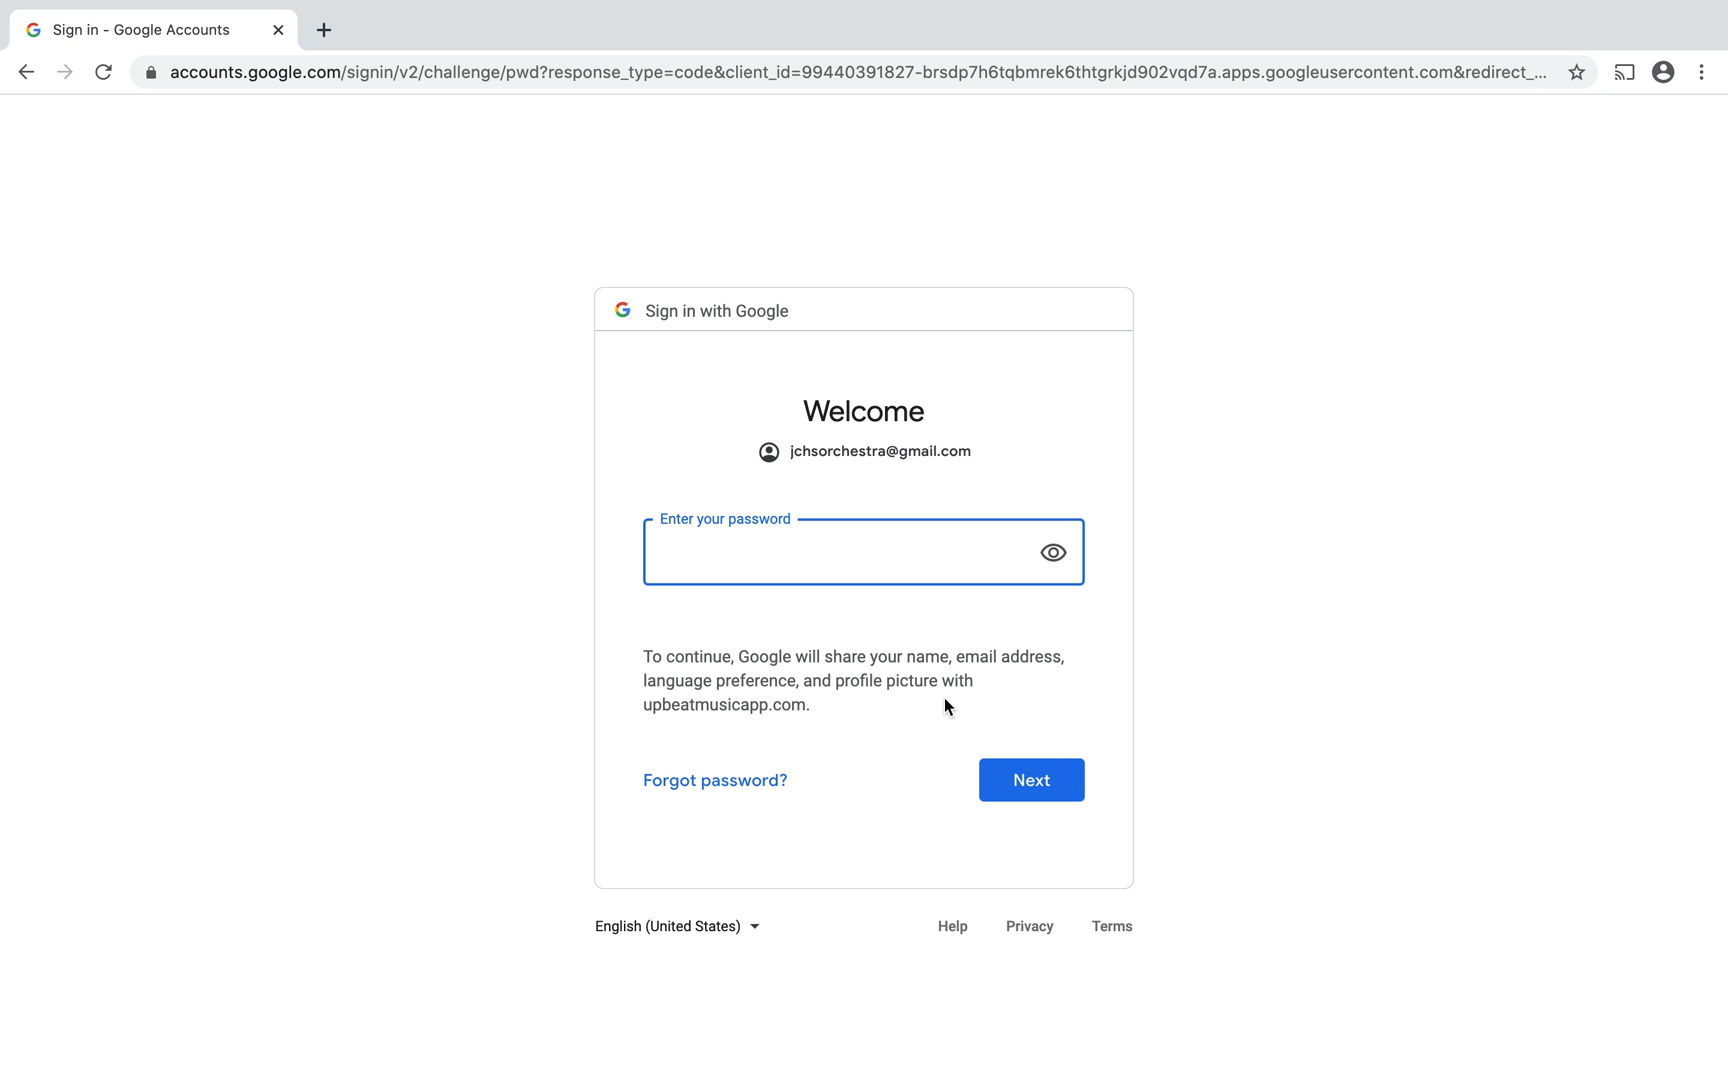 Sign in - Google Accounts
accounts.google.com/signin/v2/challenge/pwd?response_type=code&client_id=99440391827-brsdp7h6tqbmrek6thtgrkjd902vqd7a.apps.googleusercontent.com&redirect_...
Sign in with Google
Welcome
jchsorchestra@gmail.com
Enter your password
To continue, Google will share your name, email address,
language preference, and profile picture with
upbeatmusicapp.com.
Forgot password?
Next
English (United States)
Help
Privacy
Terms